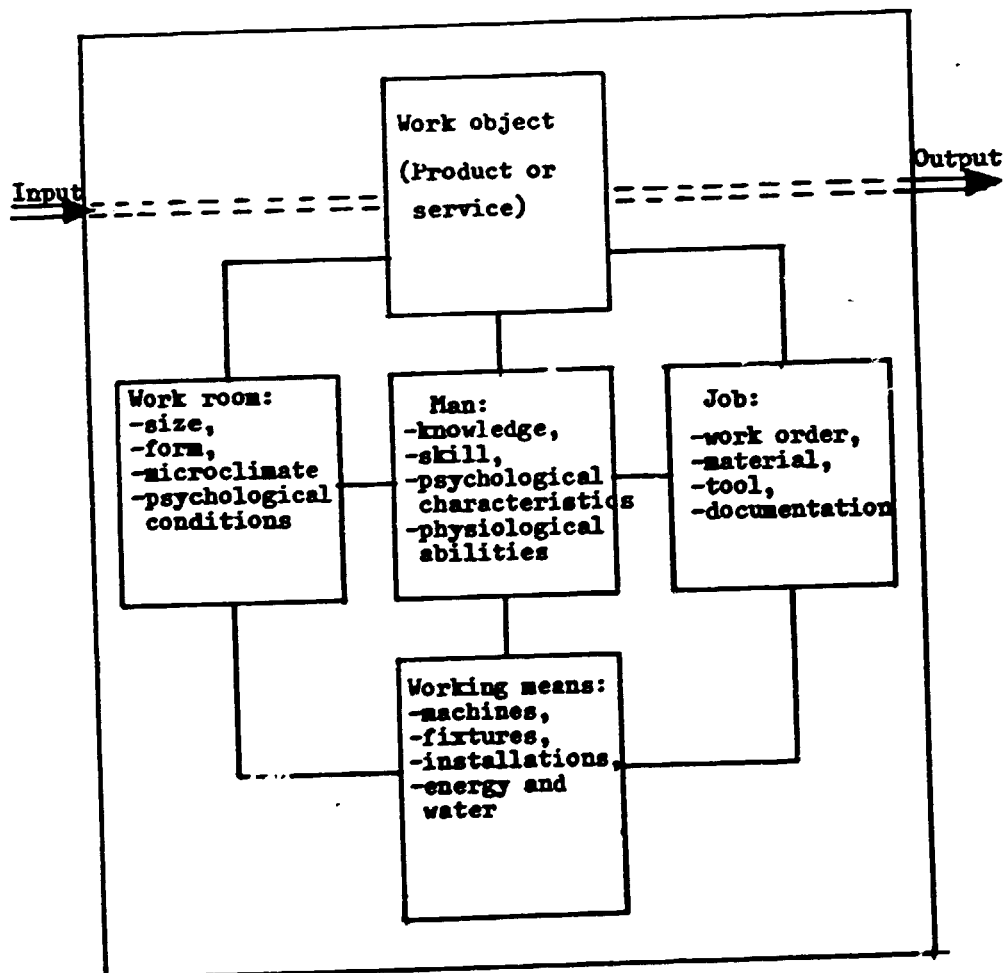 Work object
(Product or
service)
Input
Output
Work room:
-size,
-form,
-microclimate
-psychological
conditions
Man:
-knowledge,
-skill,
-psychological
characteristics
-physiological
abilities
Job:
-work order,
-material,
-tool,
-documentation
Working means:
-machines,
-fixtures,
-installations,
-energy and
water